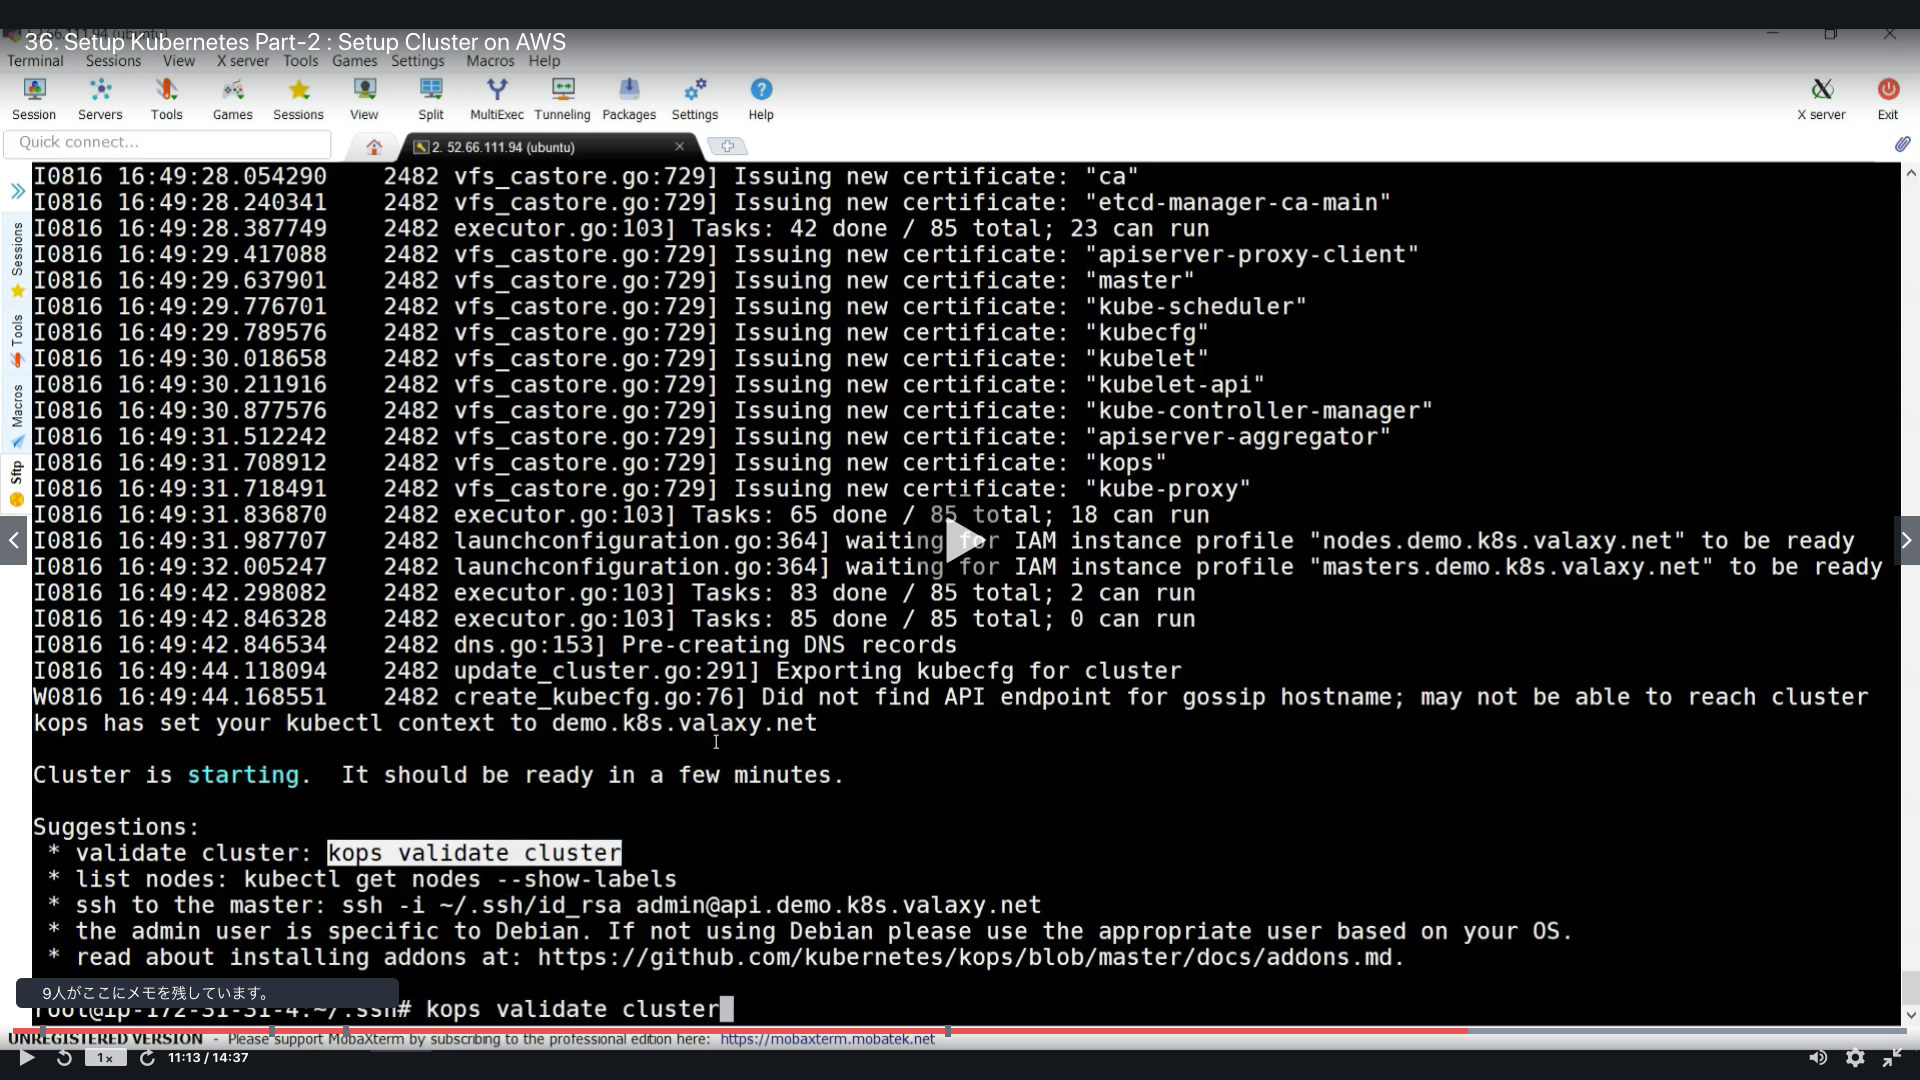 36. Setup Kubernetes Part-2 : Setup Cluster on AWS
Terminal Sessions View X server Tools Games Settings Macros Help
Session Servers Tools Games Sessions View Split MultiExec Tunneling Packages Settings Help X server Exit
Quick connect...
2. 52.66.111.94 (ubuntu)
Sessions
Tools
Macros
Sftp
I0816 16:49:28.054290    2482 vfs_castore.go:729] Issuing new certificate: "ca"
I0816 16:49:28.240341    2482 vfs_castore.go:729] Issuing new certificate: "etcd-manager-ca-main"
I0816 16:49:28.387749    2482 executor.go:103] Tasks: 42 done / 85 total; 23 can run
I0816 16:49:29.417088    2482 vfs_castore.go:729] Issuing new certificate: "apiserver-proxy-client"
I0816 16:49:29.637901    2482 vfs_castore.go:729] Issuing new certificate: "master"
I0816 16:49:29.776701    2482 vfs_castore.go:729] Issuing new certificate: "kube-scheduler"
I0816 16:49:29.789576    2482 vfs_castore.go:729] Issuing new certificate: "kubecfg"
I0816 16:49:30.018658    2482 vfs_castore.go:729] Issuing new certificate: "kubelet"
I0816 16:49:30.211916    2482 vfs_castore.go:729] Issuing new certificate: "kubelet-api"
I0816 16:49:30.877576    2482 vfs_castore.go:729] Issuing new certificate: "kube-controller-manager"
I0816 16:49:31.512242    2482 vfs_castore.go:729] Issuing new certificate: "apiserver-aggregator"
I0816 16:49:31.708912    2482 vfs_castore.go:729] Issuing new certificate: "kops"
I0816 16:49:31.718491    2482 vfs_castore.go:729] Issuing new certificate: "kube-proxy"
I0816 16:49:31.836870    2482 executor.go:103] Tasks: 65 done / 85 total; 18 can run
I0816 16:49:31.987707    2482 launchconfiguration.go:364] waiting for IAM instance profile "nodes.demo.k8s.valaxy.net" to be ready
I0816 16:49:32.005247    2482 launchconfiguration.go:364] waiting for IAM instance profile "masters.demo.k8s.valaxy.net" to be ready
I0816 16:49:42.298082    2482 executor.go:103] Tasks: 83 done / 85 total; 2 can run
I0816 16:49:42.846328    2482 executor.go:103] Tasks: 85 done / 85 total; 0 can run
I0816 16:49:42.846534    2482 dns.go:153] Pre-creating DNS records
I0816 16:49:44.118094    2482 update_cluster.go:291] Exporting kubecfg for cluster
W0816 16:49:44.168551    2482 create_kubecfg.go:76] Did not find API endpoint for gossip hostname; may not be able to reach cluster
kops has set your kubectl context to demo.k8s.valaxy.net
Cluster is starting.  It should be ready in a few minutes.
Suggestions:
* validate cluster: kops validate cluster
* list nodes: kubectl get nodes --show-labels
* ssh to the master: ssh -i ~/.ssh/id_rsa admin@api.demo.k8s.valaxy.net
* the admin user is specific to Debian. If not using Debian please use the appropriate user based on your OS.
* read about installing addons at: https://github.com/kubernetes/kops/blob/master/docs/addons.md.
9人がここにメモを残しています。
root@ip-172-31-31-4:~/.ssh# kops validate cluster
UNREGISTERED VERSION - Please support MobaXterm by subscribing to the professional edition here: https://mobaxterm.mobatek.net
1x 11:13 / 14:37